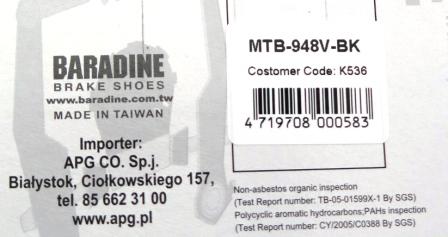 BARADINE
BRAKE SHOES
www.baradine.com.tw
MADE IN TAIWAN
Importer:
APG CO. Sp.j.
Białystok, Ciołkowskiego 157,
tel. 85 662 31 00
www.apg.pl
MTB-948V-BK
Costomer Code: K536
4 719708 000583
Non-asbestos organic inspection
(Test Report number: TB-05-01599X-1 By SGS)
Polycyclic aromatic hydrocarbons;PAHs inspection
(Test Report number: CY/2005/C0388 By SGS)